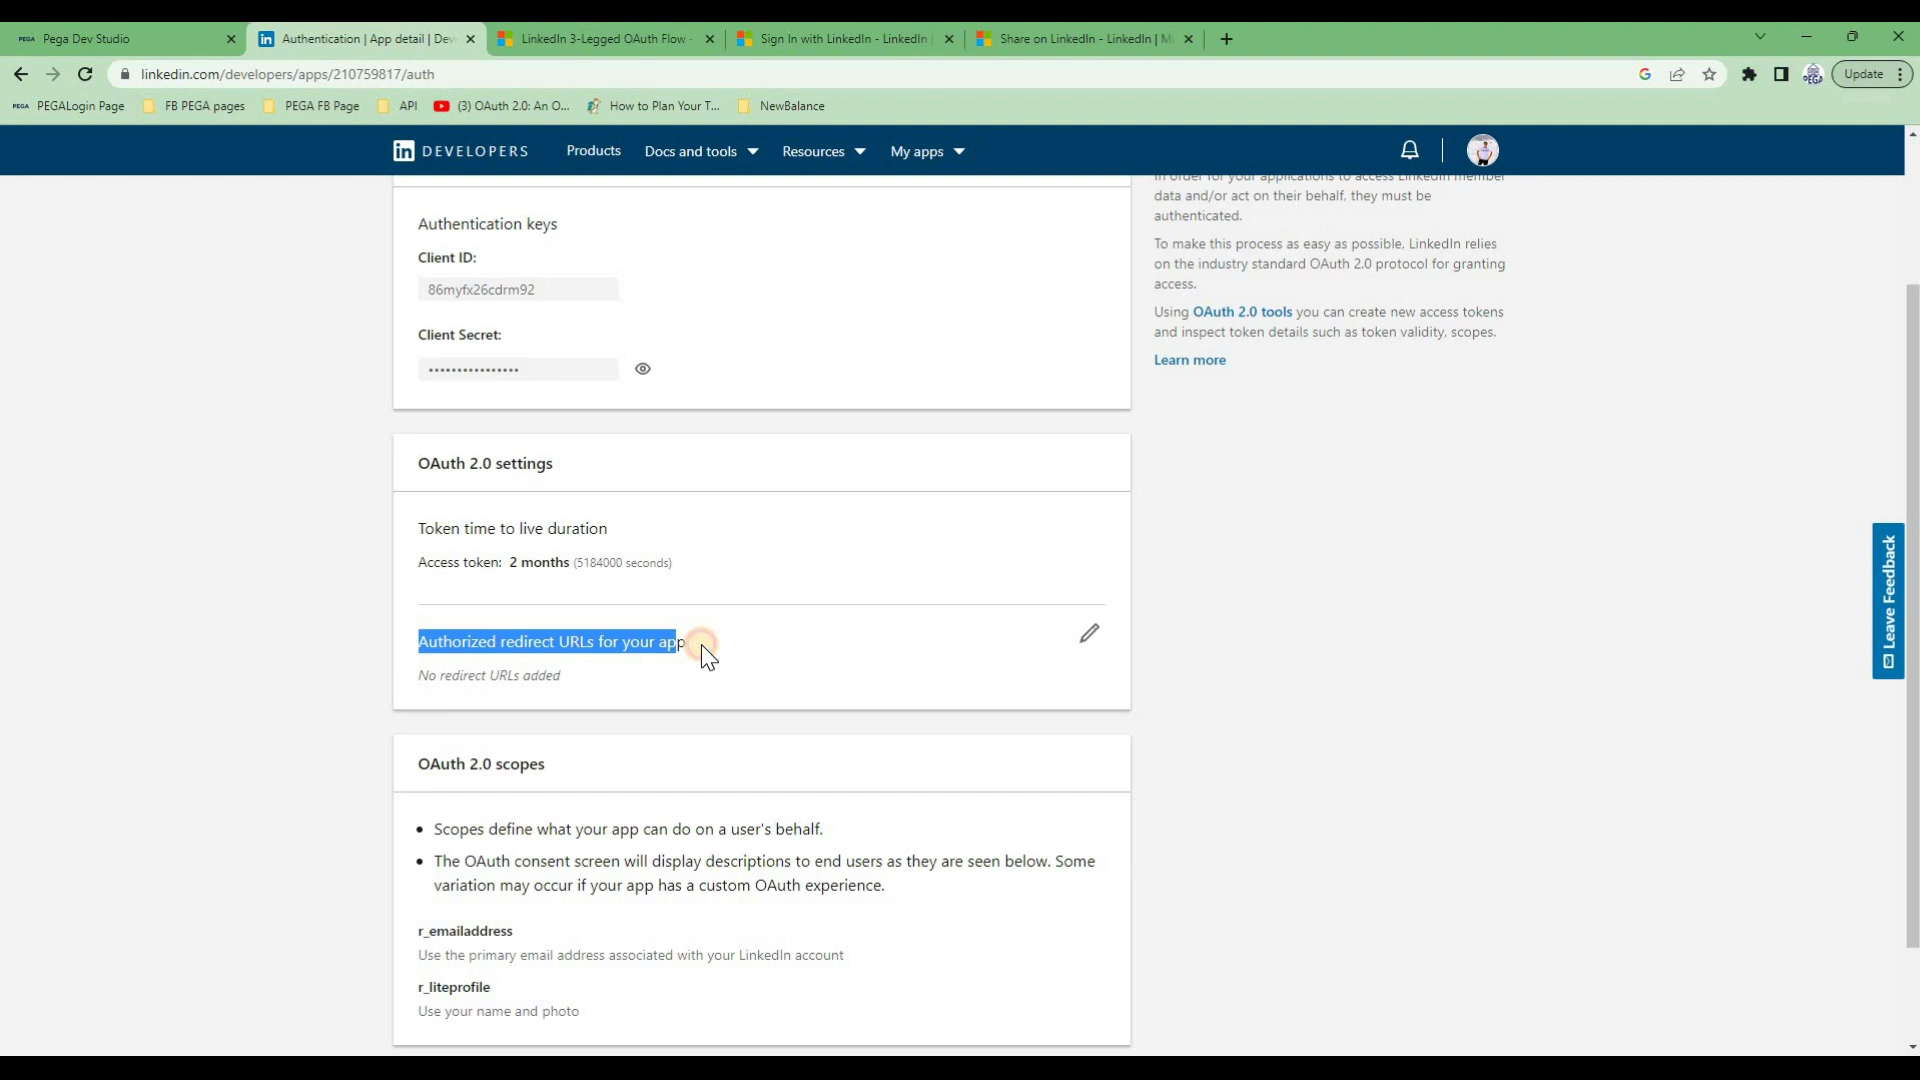 PEGA Pega Dev Studio
Authentication | App detail | Dev
LinkedIn 3-Legged OAuth Flow -
Sign In with LinkedIn - LinkedIn |
Share on LinkedIn - LinkedIn | M
linkedin.com/developers/apps/210759817/auth
Update
PEGA PEGALogin Page
FB PEGA pages
PEGA FB Page
API
(3) OAuth 2.0: An O...
How to Plan Your T...
NewBalance
in DEVELOPERS
Products
Docs and tools
Resources
My apps
Authentication keys
Client ID:
86myfx26cdrm92
Client Secret:
••••••••••••••••
In order for your applications to access LinkedIn member
data and/or act on their behalf, they must be
authenticated.
To make this process as easy as possible, LinkedIn relies
on the industry standard OAuth 2.0 protocol for granting
access.
Using OAuth 2.0 tools you can create new access tokens
and inspect token details such as token validity, scopes.
Learn more
OAuth 2.0 settings
Token time to live duration
Access token: 2 months (5184000 seconds)
Authorized redirect URLs for your app
No redirect URLs added
OAuth 2.0 scopes
• Scopes define what your app can do on a user's behalf.
• The OAuth consent screen will display descriptions to end users as they are seen below. Some
variation may occur if your app has a custom OAuth experience.
r_emailaddress
Use the primary email address associated with your LinkedIn account
r_liteprofile
Use your name and photo
Leave Feedback